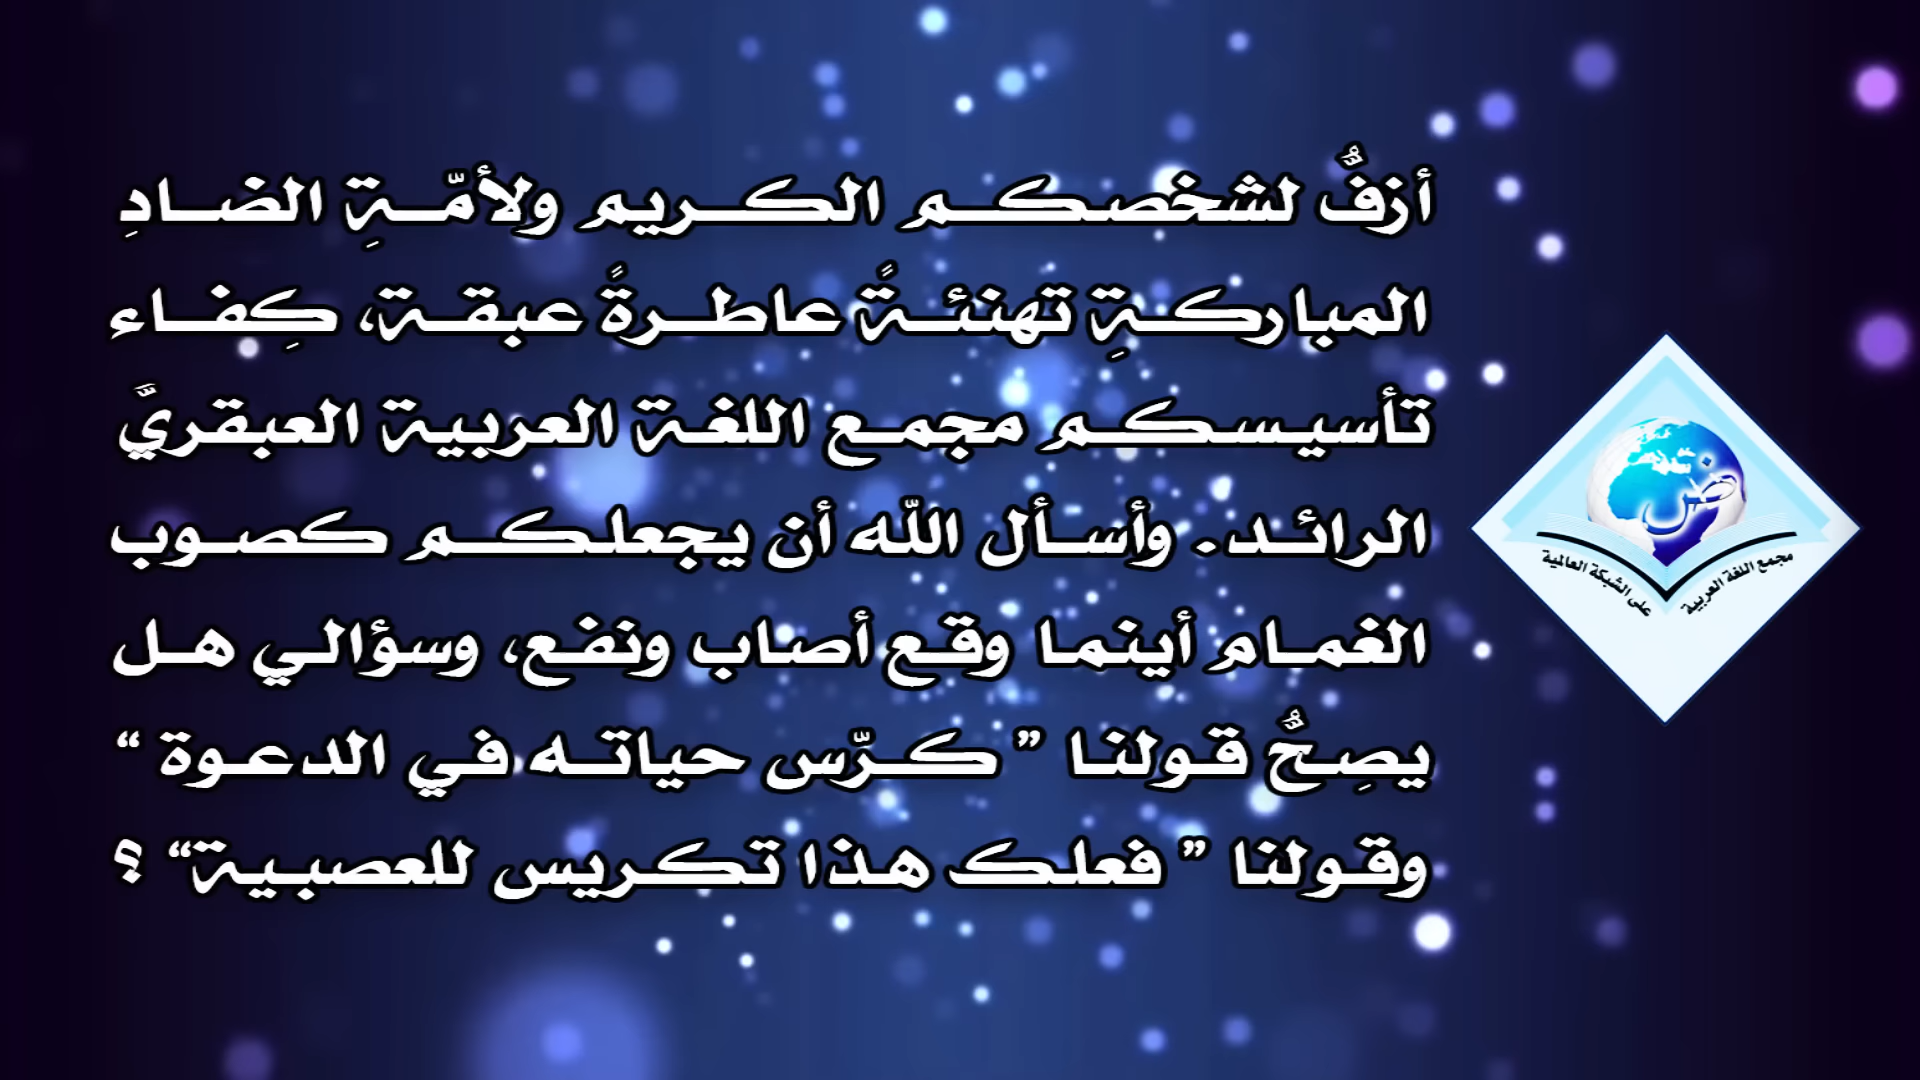 أزفُّ لشخصكم الكريم ولأمّةِ الضادِ
المباركةِ تهنئةً عاطرةً عبقة، كِفاء
تأسيسكم مجمع اللغة العربية العبقريَّ
الرائد. وأسأل الله أن يجعلكم كصوب
الغمام أينما وقع أصاب ونفع، وسؤالي هل
يصِحُّ قولنا ” كرّس حياته في الدعوة “
وقولنا ” فعلك هذا تكريس للعصبية“ ؟
ض
مجمع اللغة العربية
على الشبكة العالمية